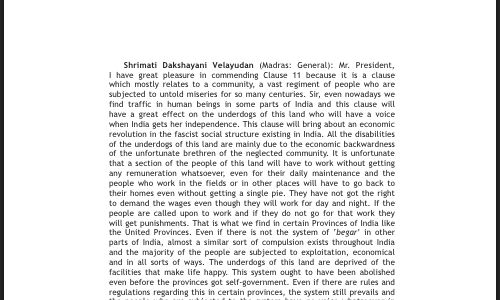 Shrimati Dakshayani Velayudan (Madras: General): Mr. President,
I have great pleasure in commending Clause 11 because it is a clause
which mostly relates to a community, a vast regiment of people who are
subjected to untold miseries for so many centuries. Sir, even nowadays we
find traffic in human beings in some parts of India and this clause will
have a great effect on the underdogs of this land who will have a voice
when India gets her independence. This clause will bring about an economic
revolution in the fascist social structure existing in India. All the disabilities
of the underdogs of this land are mainly due to the economic backwardness
of the unfortunate brethren of the neglected community. It is unfortunate
that a section of the people of this land will have to work without getting
any remuneration whatsoever, even for their daily maintenance and the
people who work in the fields or in other places will have to go back to
their homes even without getting a single pie. They have not got the right
to demand the wages even though they will work for day and night. If the
people are called upon to work and if they do not go for that work they
will get punishments. That is what we find in certain Provinces of India like
the United Provinces. Even if there is not the system of 'begar' in other
parts of India, almost a similar sort of compulsion exists throughout India
and the majority of the people are subjected to exploitation, economical
and in all sorts of ways. The underdogs of this land are deprived of the
facilities that make life happy. This system ought to have been abolished
even before the provinces got self-government. Even if there are rules and
regulations regarding this in certain provinces, the system still prevails and